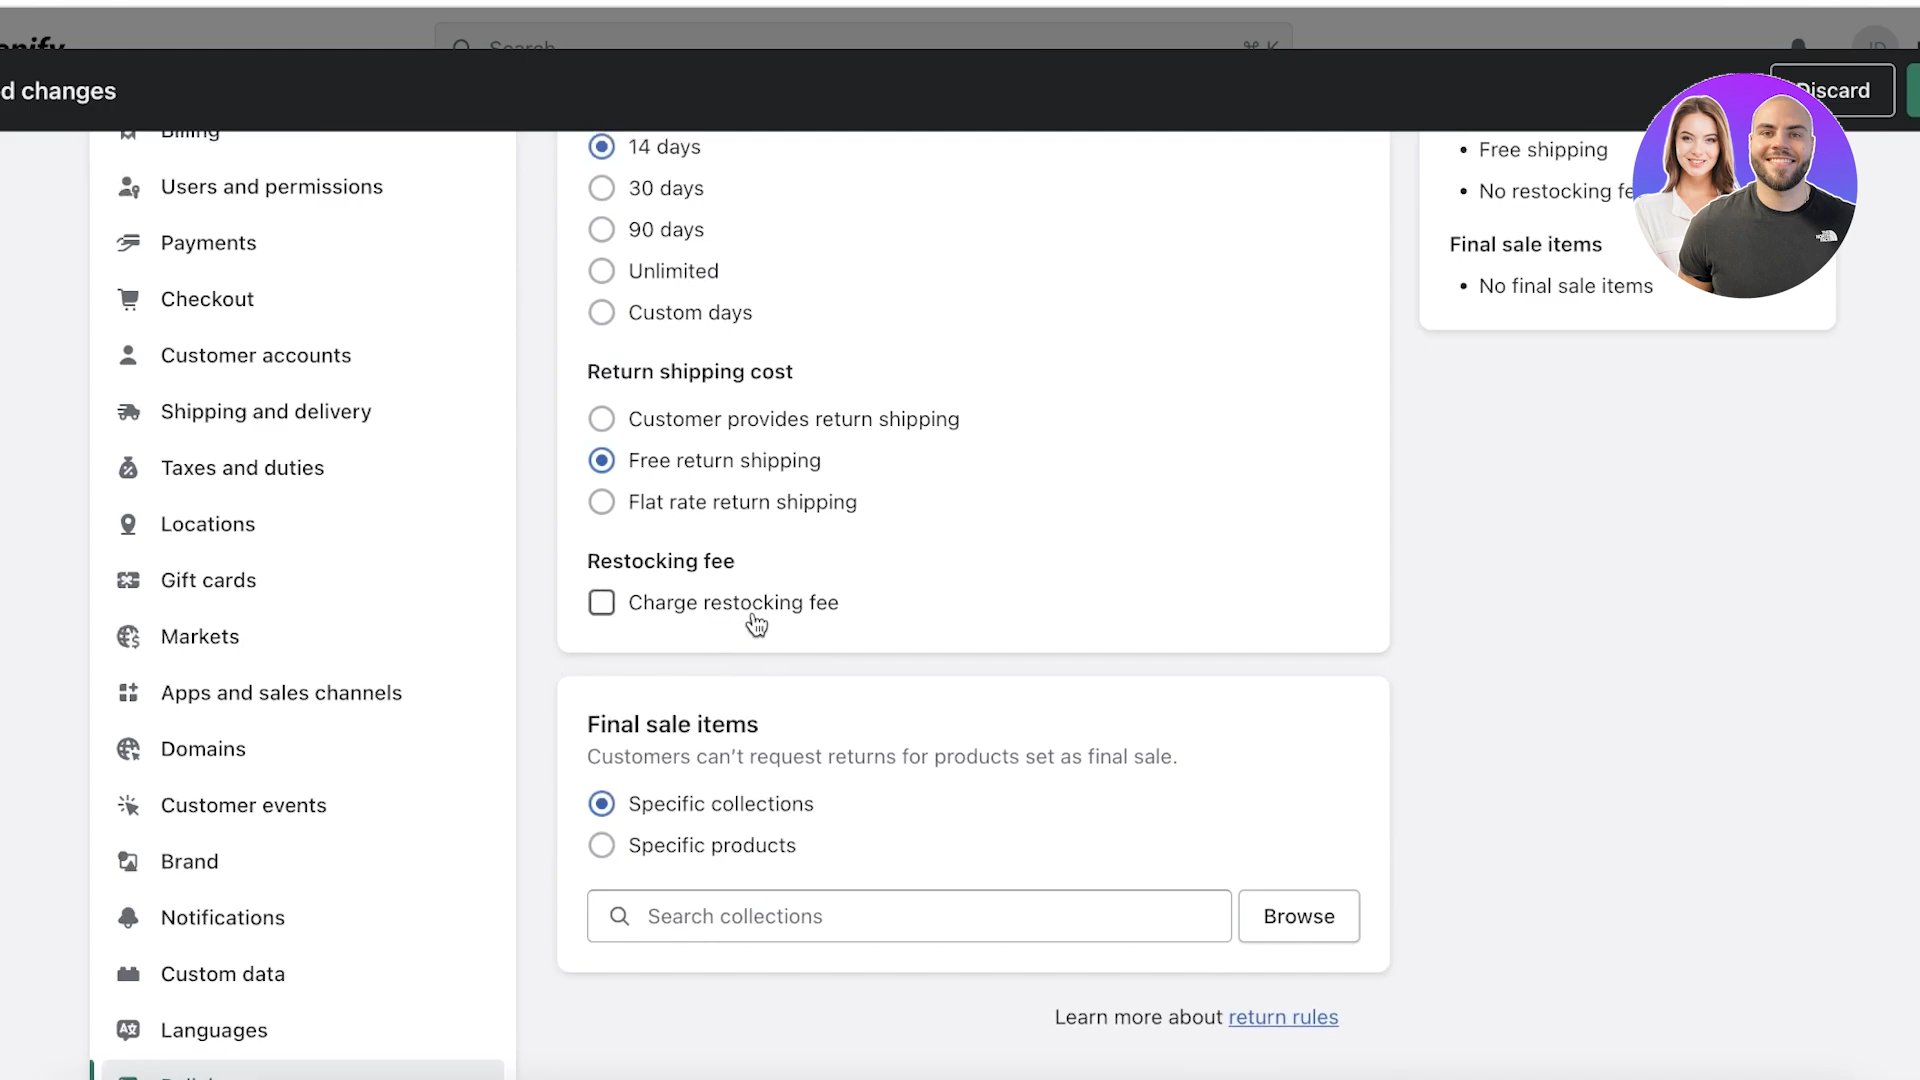 Search
⌘ K
d changes
Discard
Billing
Users and permissions
Payments
Checkout
Customer accounts
Shipping and delivery
Taxes and duties
Locations
Gift cards
Markets
Apps and sales channels
Domains
Customer events
Brand
Notifications
Custom data
Languages
14 days
30 days
90 days
Unlimited
Custom days
Return shipping cost
Customer provides return shipping
Free return shipping
Flat rate return shipping
Restocking fee
Charge restocking fee
Final sale items
Customers can't request returns for products set as final sale.
Specific collections
Specific products
Search collections
Browse
Learn more about return rules
• Free shipping
• No restocking fe
Final sale items
• No final sale items